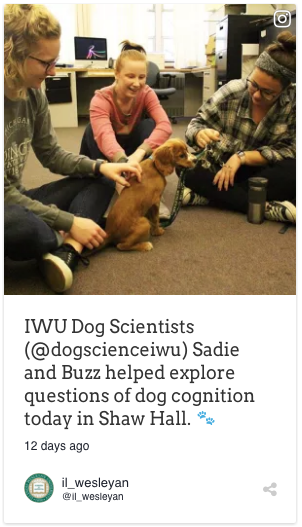 IWU Dog Scientists
(@dogscienceiwu) Sadie
and Buzz helped explore
questions of dog cognition
today in Shaw Hall. 🐾
12 days ago
il_wesleyan
@il_wesleyan